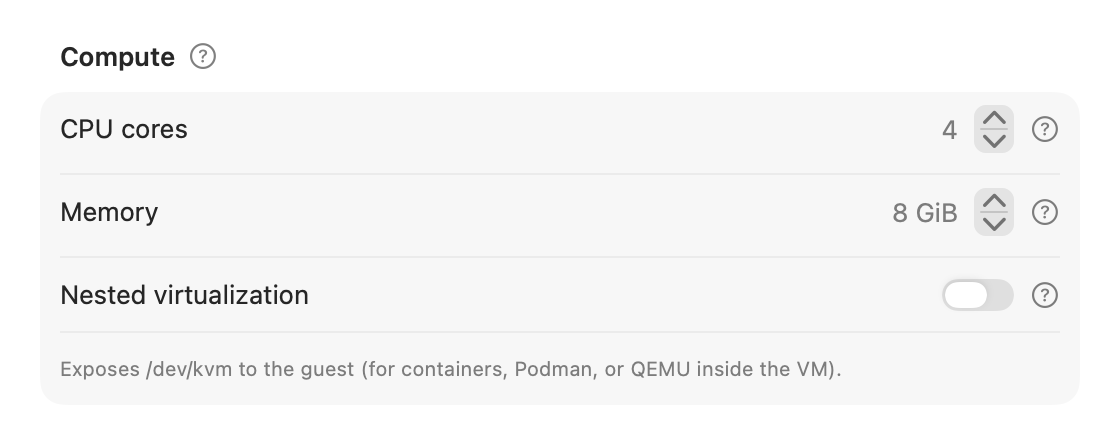 Compute ?
CPU cores 4 ?
Memory 8 GiB ?
Nested virtualization ?
Exposes /dev/kvm to the guest (for containers, Podman, or QEMU inside the VM).